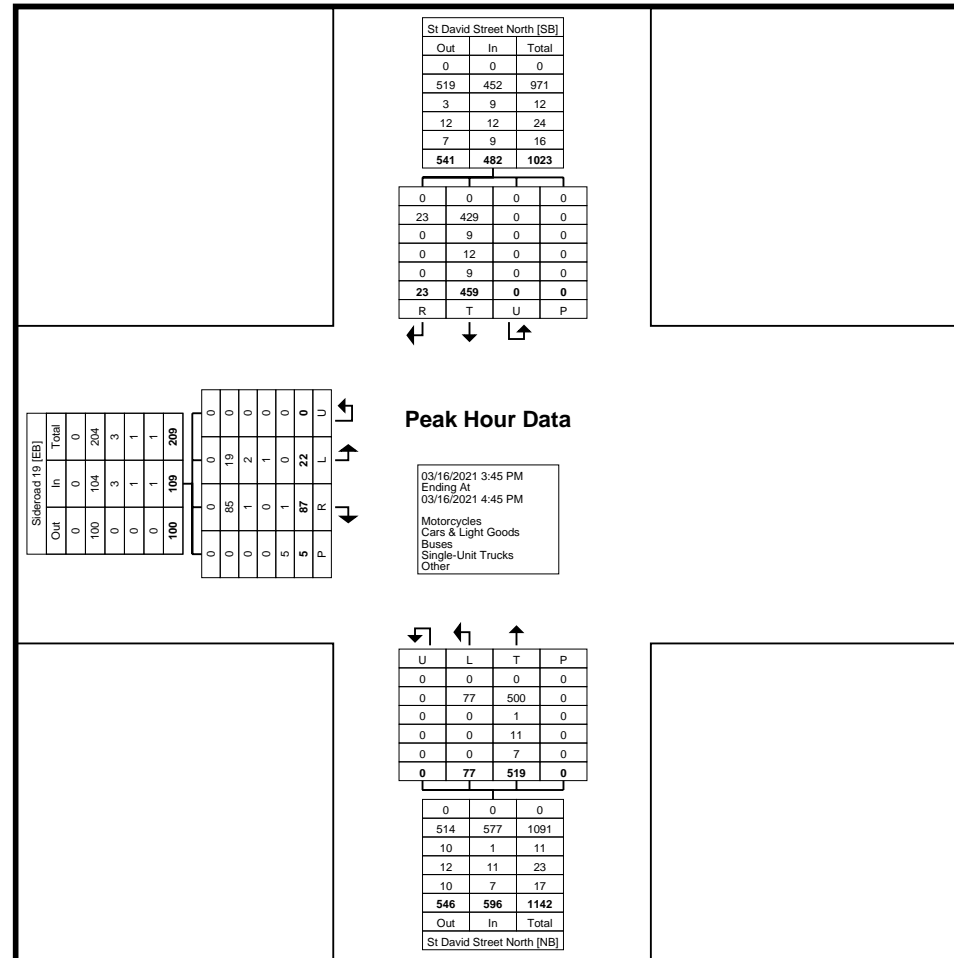 St David Street North [SB]
Out In Total
0 0 0
519 452 971
3 9 12
12 12 24
7 9 16
541 482 1023
0 0 0 0
23 429 0 0
0 9 0 0
0 12 0 0
0 9 0 0
23 459 0 0
R T U P
Sideroad 19 [EB]
Out In Total
0 0 0
100 104 204
0 3 3
0 1 1
0 1 1
100 109 209
0 0 0 0
0 85 19 0
0 1 2 0
0 0 1 0
5 1 0 0
5 87 22 0
P R L U
Peak Hour Data
03/16/2021 3:45 PM
Ending At
03/16/2021 4:45 PM
Motorcycles
Cars & Light Goods
Buses
Single-Unit Trucks
Other
U L T P
0 0 0 0
0 77 500 0
0 0 1 0
0 0 11 0
0 0 7 0
0 77 519 0
0 0 0
514 577 1091
10 1 11
12 11 23
10 7 17
546 596 1142
Out In Total
St David Street North [NB]